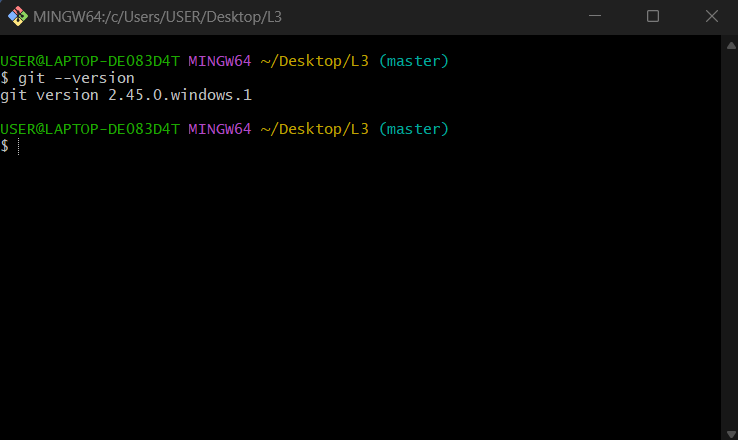 MINGW64:/c/Users/USER/Desktop/L3
USER@LAPTOP-DE083D4T MINGW64 ~/Desktop/L3 (master)
$ git --version
git version 2.45.0.windows.1
USER@LAPTOP-DE083D4T MINGW64 ~/Desktop/L3 (master)
$